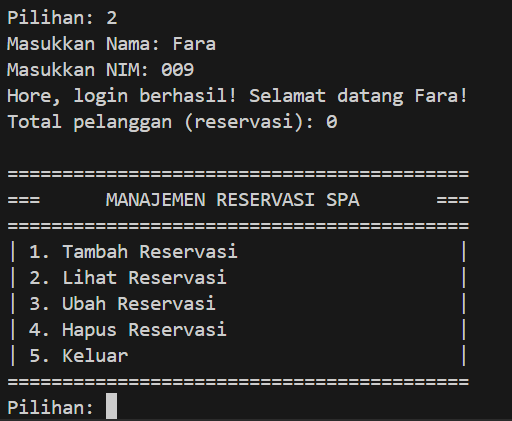 Pilihan: 2
Masukkan Nama: Fara
Masukkan NIM: 009
Hore, login berhasil! Selamat datang Fara!
Total pelanggan (reservasi): 0
==========================================
===      MANAJEMEN RESERVASI SPA       ===
==========================================
| 1. Tambah Reservasi                    |
| 2. Lihat Reservasi                     |
| 3. Ubah Reservasi                      |
| 4. Hapus Reservasi                     |
| 5. Keluar                              |
==========================================
Pilihan: